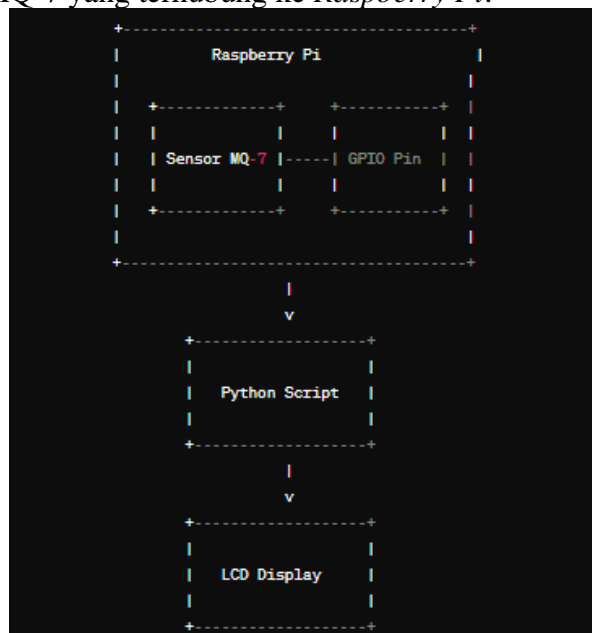 MQ-7 yang terhubung ke Raspberry Pi.
Raspberry Pi
Sensor MQ-7 |-----| GPIO Pin
v
Python Script
v
LCD Display